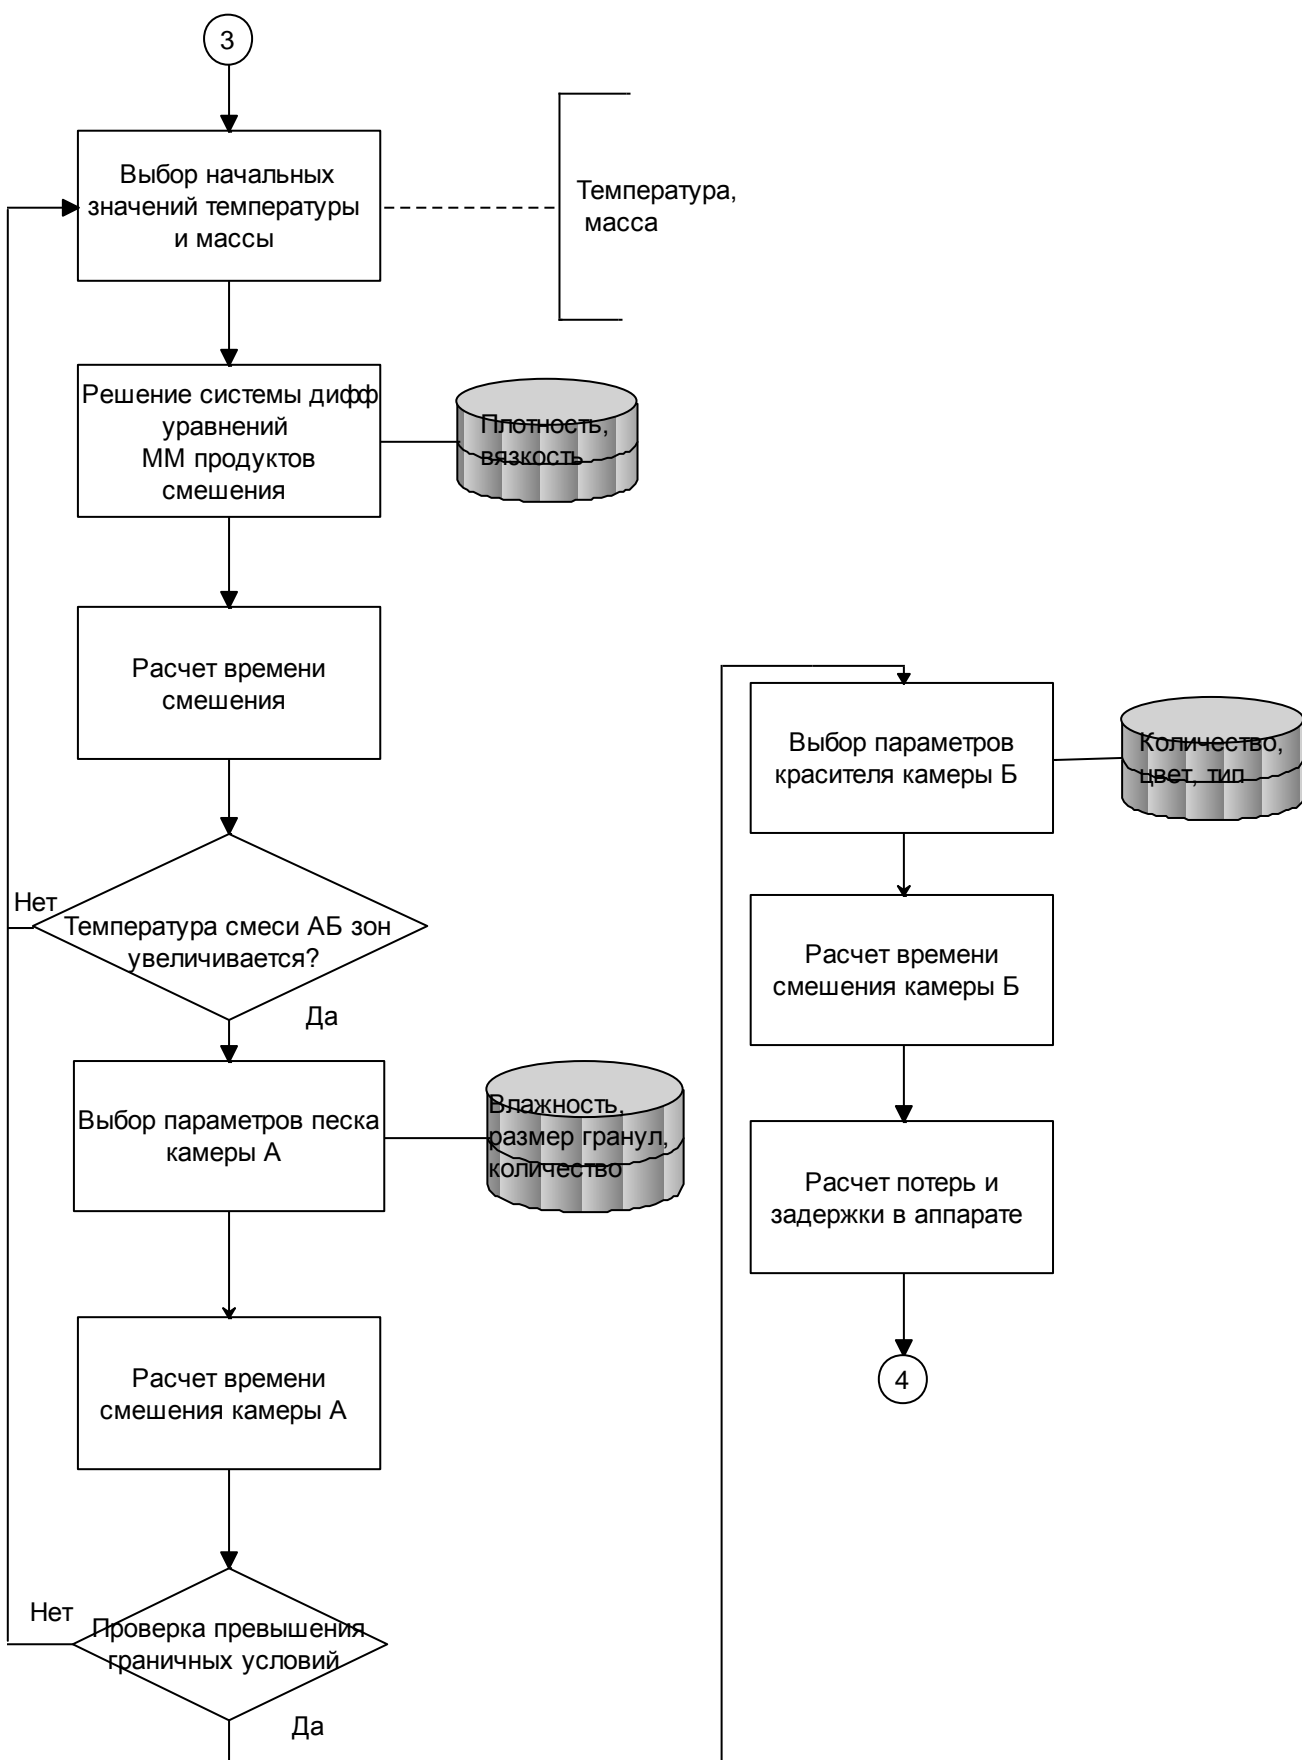 3
Выбор начальных
значений температуры
и массы
Температура,
масса
Решение системы дифф
уравнений
ММ продуктов
смешения
Плотность,
вязкость
Расчет времени
смешения
Нет
Температура смеси АБ зон
увеличивается?
Да
Выбор параметров песка
камеры А
Влажность,
размер гранул,
количество
Расчет времени
смешения камеры А
Нет
Проверка превышения
граничных условий
Да
Выбор параметров
красителя камеры Б
Количество,
цвет, тип
Расчет времени
смешения камеры Б
Расчет потерь и
задержки в аппарате
4